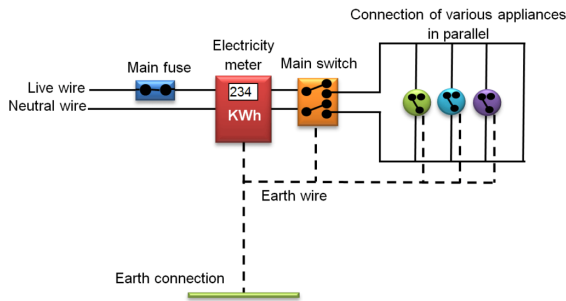 Connection of various appliances
in parallel
Electricity
meter
Main fuse
Main switch
Live wire
Neutral wire
234
KWh
Earth wire
Earth connection